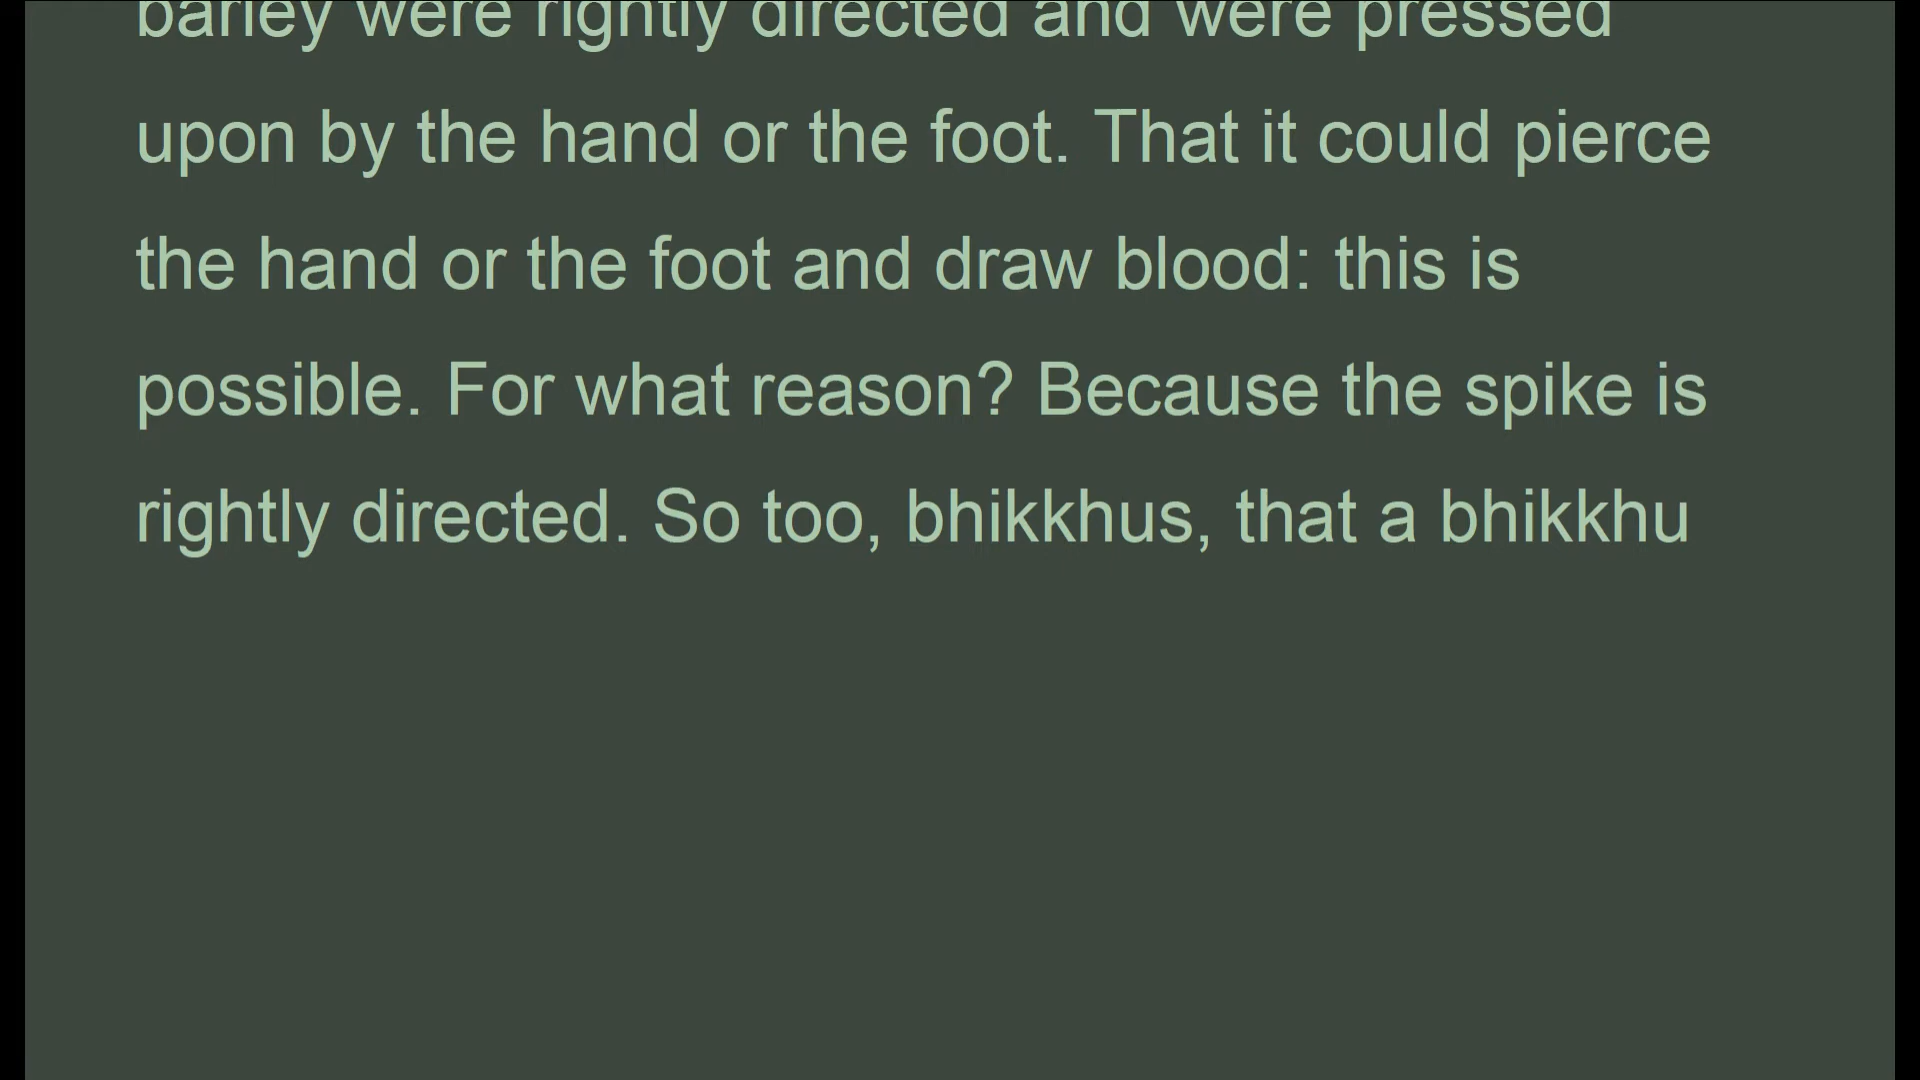 barley were rightly directed and were pressed
upon by the hand or the foot. That it could pierce
the hand or the foot and draw blood: this is
possible. For what reason? Because the spike is
rightly directed. So too, bhikkhus, that a bhikkhu